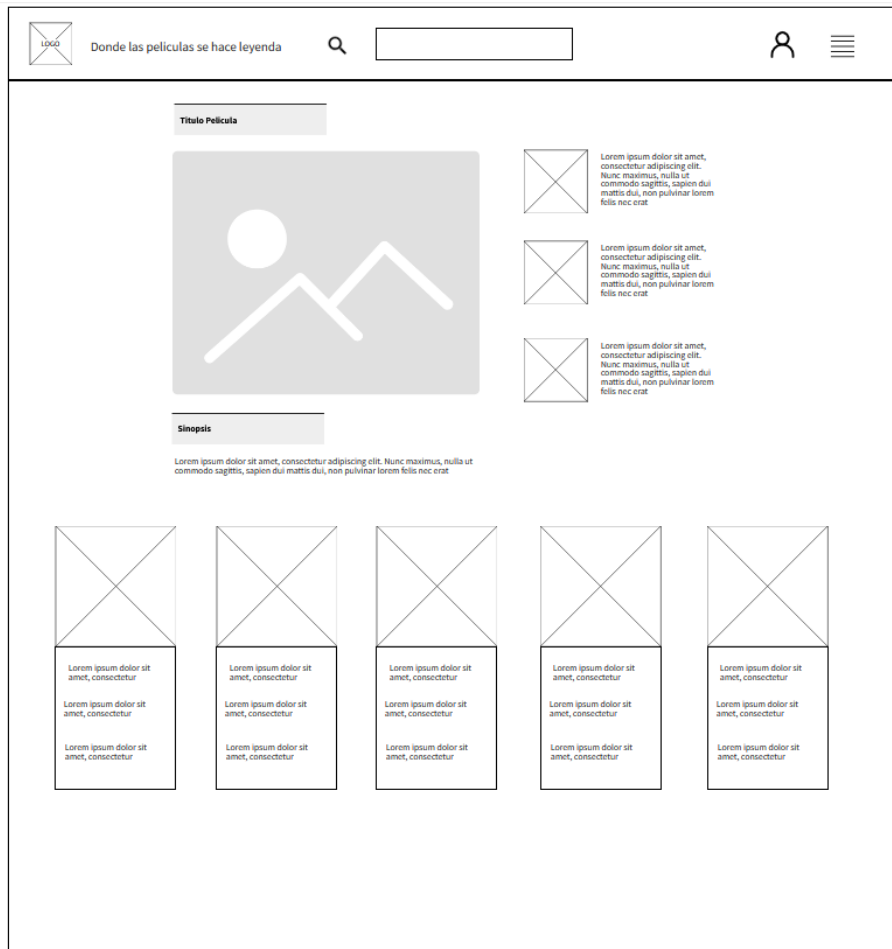 LOGO
Donde las peliculas se hace leyenda
Titulo Pelicula
Lorem ipsum dolor sit amet,
consectetur adipiscing elit.
Nunc maximus, nulla ut
commodo sagittis, sapien dui
mattis dui, non pulvinar lorem
felis nec erat
Lorem ipsum dolor sit amet,
consectetur adipiscing elit.
Nunc maximus, nulla ut
commodo sagittis, sapien dui
mattis dui, non pulvinar lorem
felis nec erat
Lorem ipsum dolor sit amet,
consectetur adipiscing elit.
Nunc maximus, nulla ut
commodo sagittis, sapien dui
mattis dui, non pulvinar lorem
felis nec erat
Sinopsis
Lorem ipsum dolor sit amet, consectetur adipiscing elit. Nunc maximus, nulla ut
commodo sagittis, sapien dui mattis dui, non pulvinar lorem felis nec erat
Lorem ipsum dolor sit
amet, consectetur
Lorem ipsum dolor sit
amet, consectetur
Lorem ipsum dolor sit
amet, consectetur
Lorem ipsum dolor sit
amet, consectetur
Lorem ipsum dolor sit
amet, consectetur
Lorem ipsum dolor sit
amet, consectetur
Lorem ipsum dolor sit
amet, consectetur
Lorem ipsum dolor sit
amet, consectetur
Lorem ipsum dolor sit
amet, consectetur
Lorem ipsum dolor sit
amet, consectetur
Lorem ipsum dolor sit
amet, consectetur
Lorem ipsum dolor sit
amet, consectetur
Lorem ipsum dolor sit
amet, consectetur
Lorem ipsum dolor sit
amet, consectetur
Lorem ipsum dolor sit
amet, consectetur